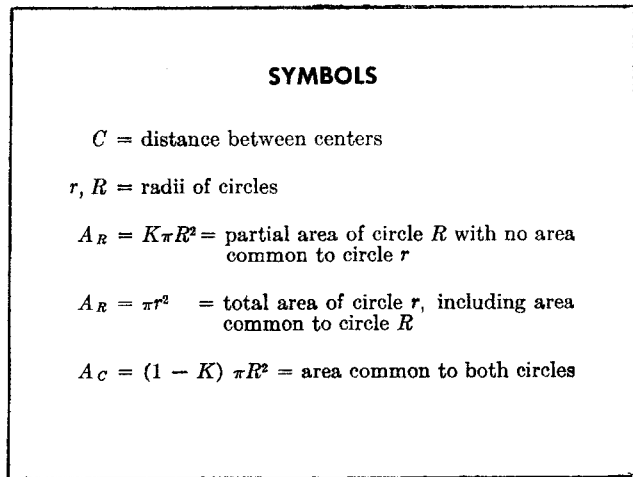 SYMBOLS
C = distance between centers
r, R = radii of circles
A_R = KπR² = partial area of circle R with no area
common to circle r
A_R = πr² = total area of circle r, including area
common to circle R
A_C = (1 − K) πR² = area common to both circles